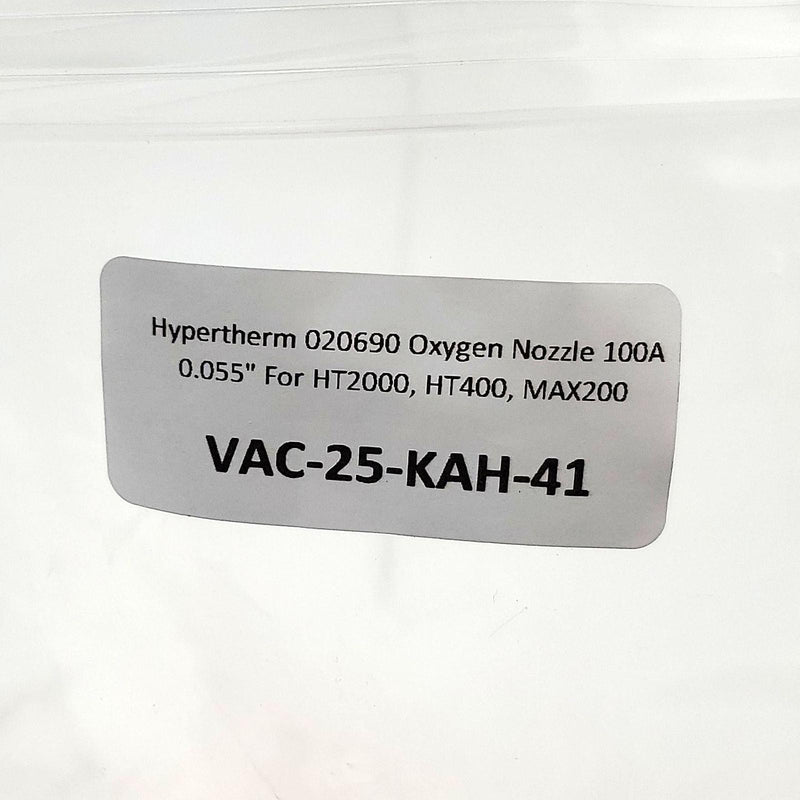 Hypertherm 020690 Oxygen Nozzle 100A
0.055" For HT2000, HT400, MAX200
VAC-25-KAH-41